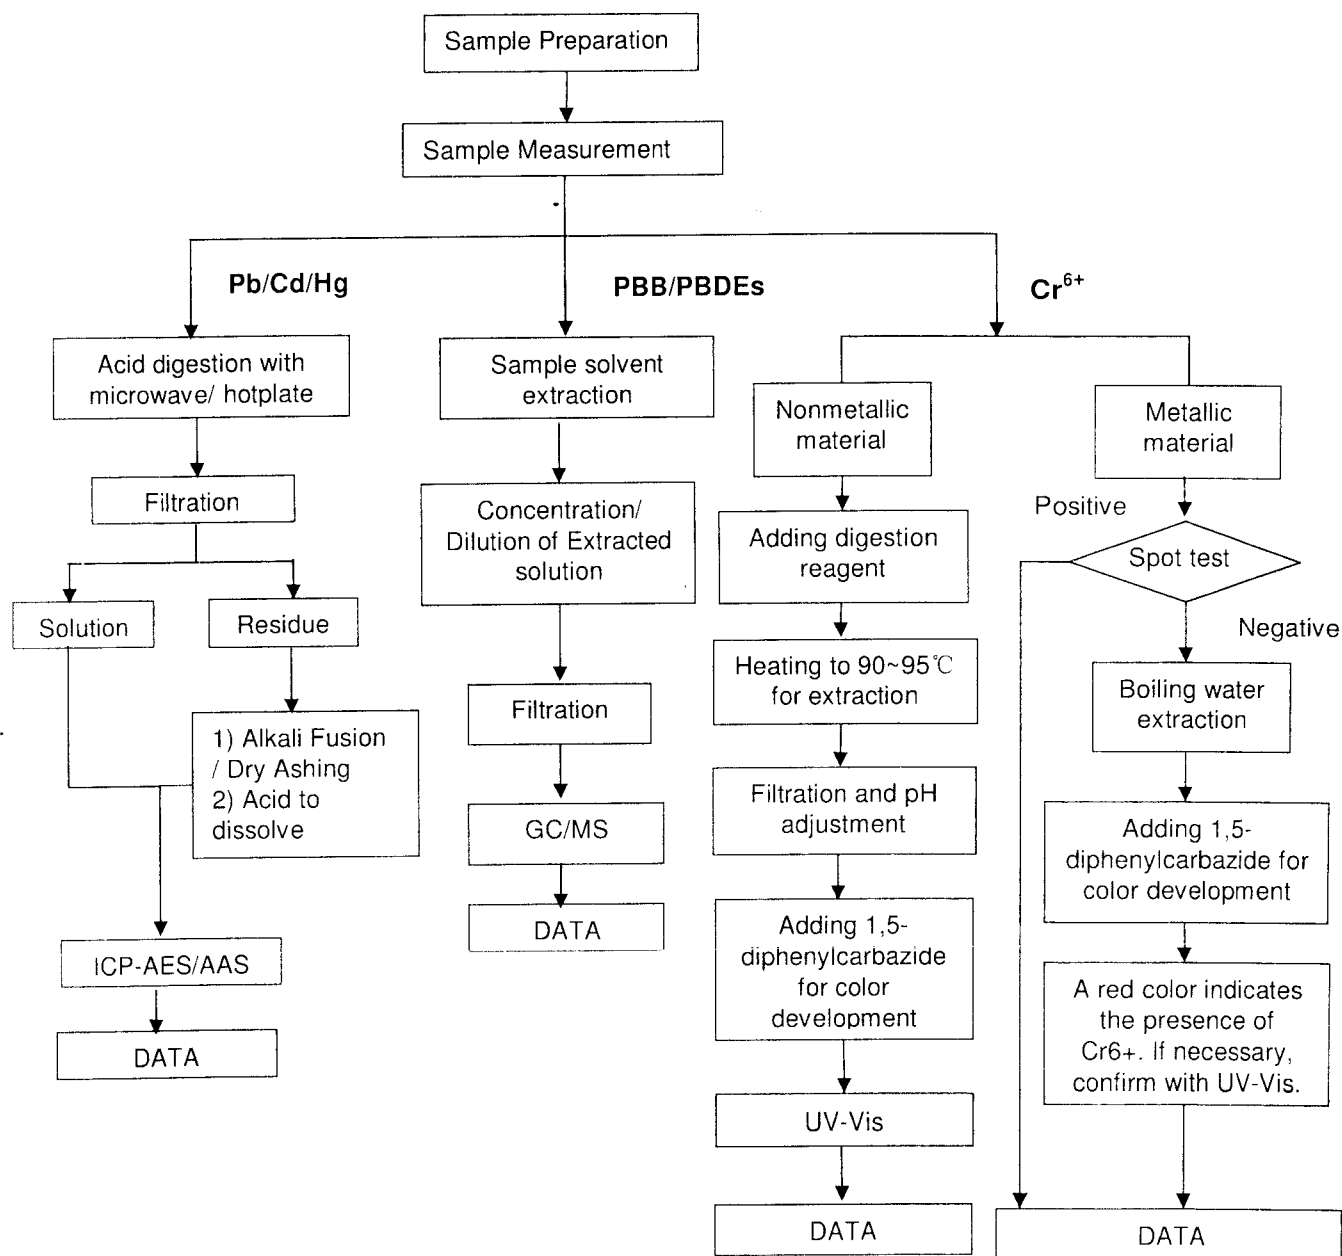 Sample Preparation
Sample Measurement
Pb/Cd/Hg
PBB/PBDEs
Cr6+
Acid digestion with
microwave/ hotplate
Filtration
Solution
Residue
1) Alkali Fusion
/ Dry Ashing
2) Acid to
dissolve
ICP-AES/AAS
DATA
Sample solvent
extraction
Concentration/
Dilution of Extracted
solution
Filtration
GC/MS
DATA
Nonmetallic
material
Adding digestion
reagent
Heating to 90~95℃
for extraction
Filtration and pH
adjustment
Adding 1,5-
diphenylcarbazide
for color
development
UV-Vis
DATA
Metallic
material
Positive
Spot test
Negative
Boiling water
extraction
Adding 1,5-
diphenylcarbazide for
color development
A red color indicates
the presence of
Cr6+. If necessary,
confirm with UV-Vis.
DATA